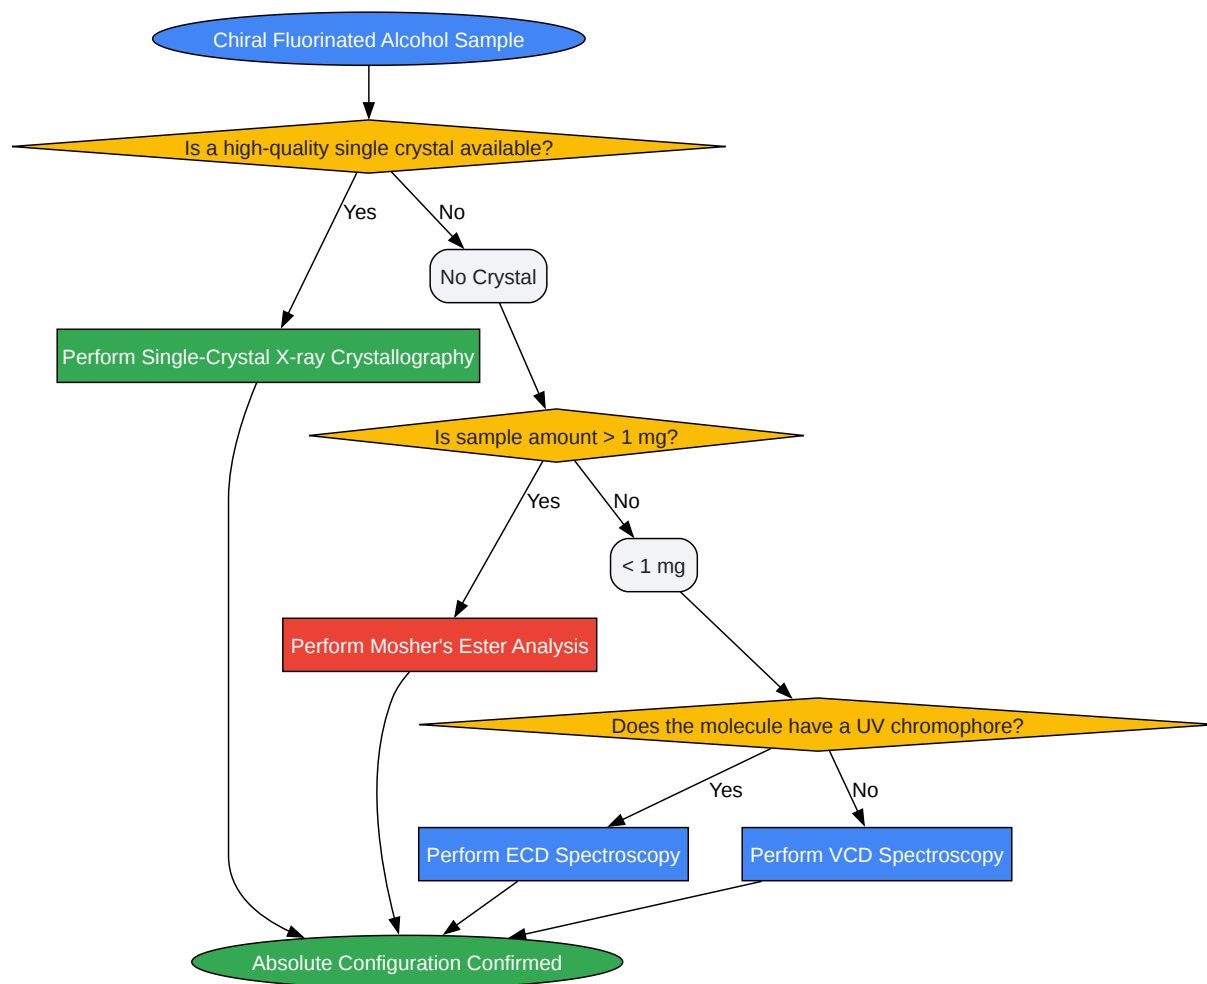 Chiral Fluorinated Alcohol Sample
Is a high-quality single crystal available?
Yes
No
No Crystal
Perform Single-Crystal X-ray Crystallography
Is sample amount > 1 mg?
Yes
No
< 1 mg
Perform Mosher's Ester Analysis
Does the molecule have a UV chromophore?
Yes
No
Perform ECD Spectroscopy
Perform VCD Spectroscopy
Absolute Configuration Confirmed